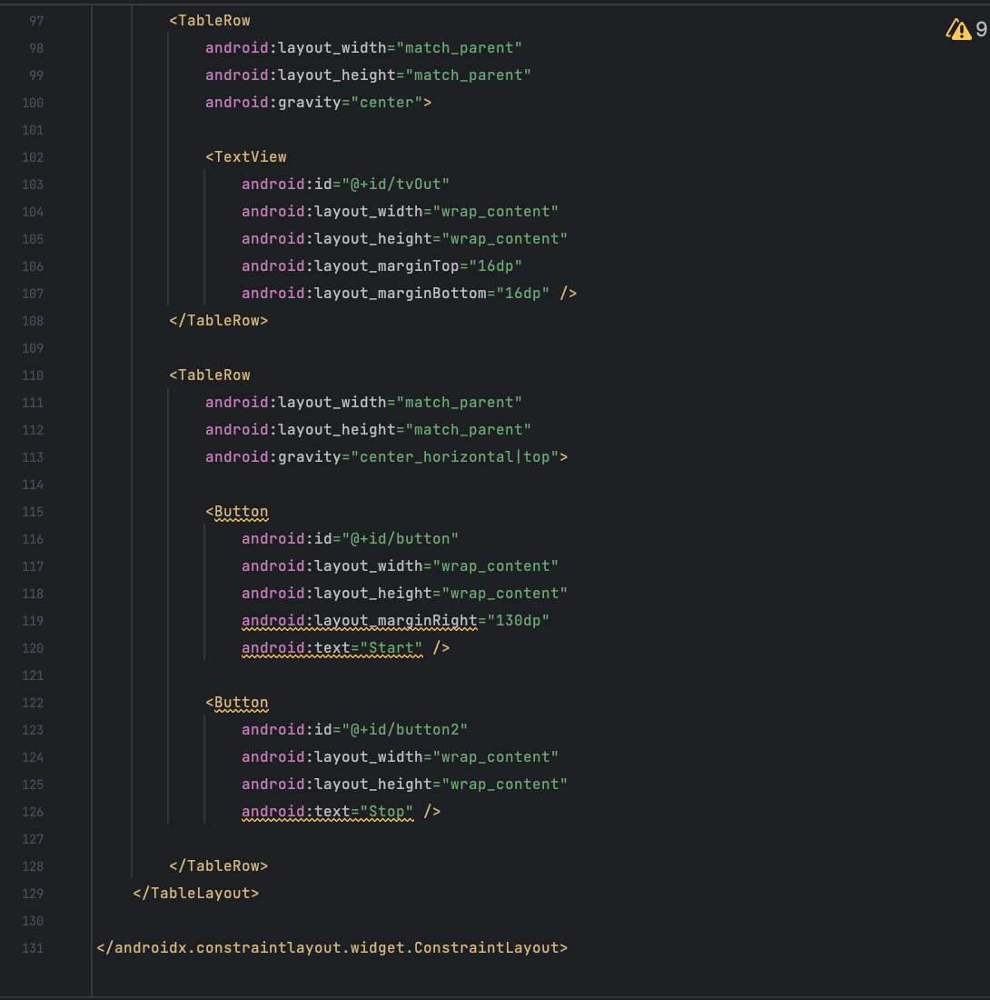 97 <TableRow
98 android:layout_width="match_parent"
99 android:layout_height="match_parent"
100 android:gravity="center">
101
102 <TextView
103 android:id="@+id/tvOut"
104 android:layout_width="wrap_content"
105 android:layout_height="wrap_content"
106 android:layout_marginTop="16dp"
107 android:layout_marginBottom="16dp" />
108 </TableRow>
109
110 <TableRow
111 android:layout_width="match_parent"
112 android:layout_height="match_parent"
113 android:gravity="center_horizontal|top">
114
115 <Button
116 android:id="@+id/button"
117 android:layout_width="wrap_content"
118 android:layout_height="wrap_content"
119 android:layout_marginRight="130dp"
120 android:text="Start" />
121
122 <Button
123 android:id="@+id/button2"
124 android:layout_width="wrap_content"
125 android:layout_height="wrap_content"
126 android:text="Stop" />
127
128 </TableRow>
129 </TableLayout>
130
131 </androidx.constraintlayout.widget.ConstraintLayout>
9